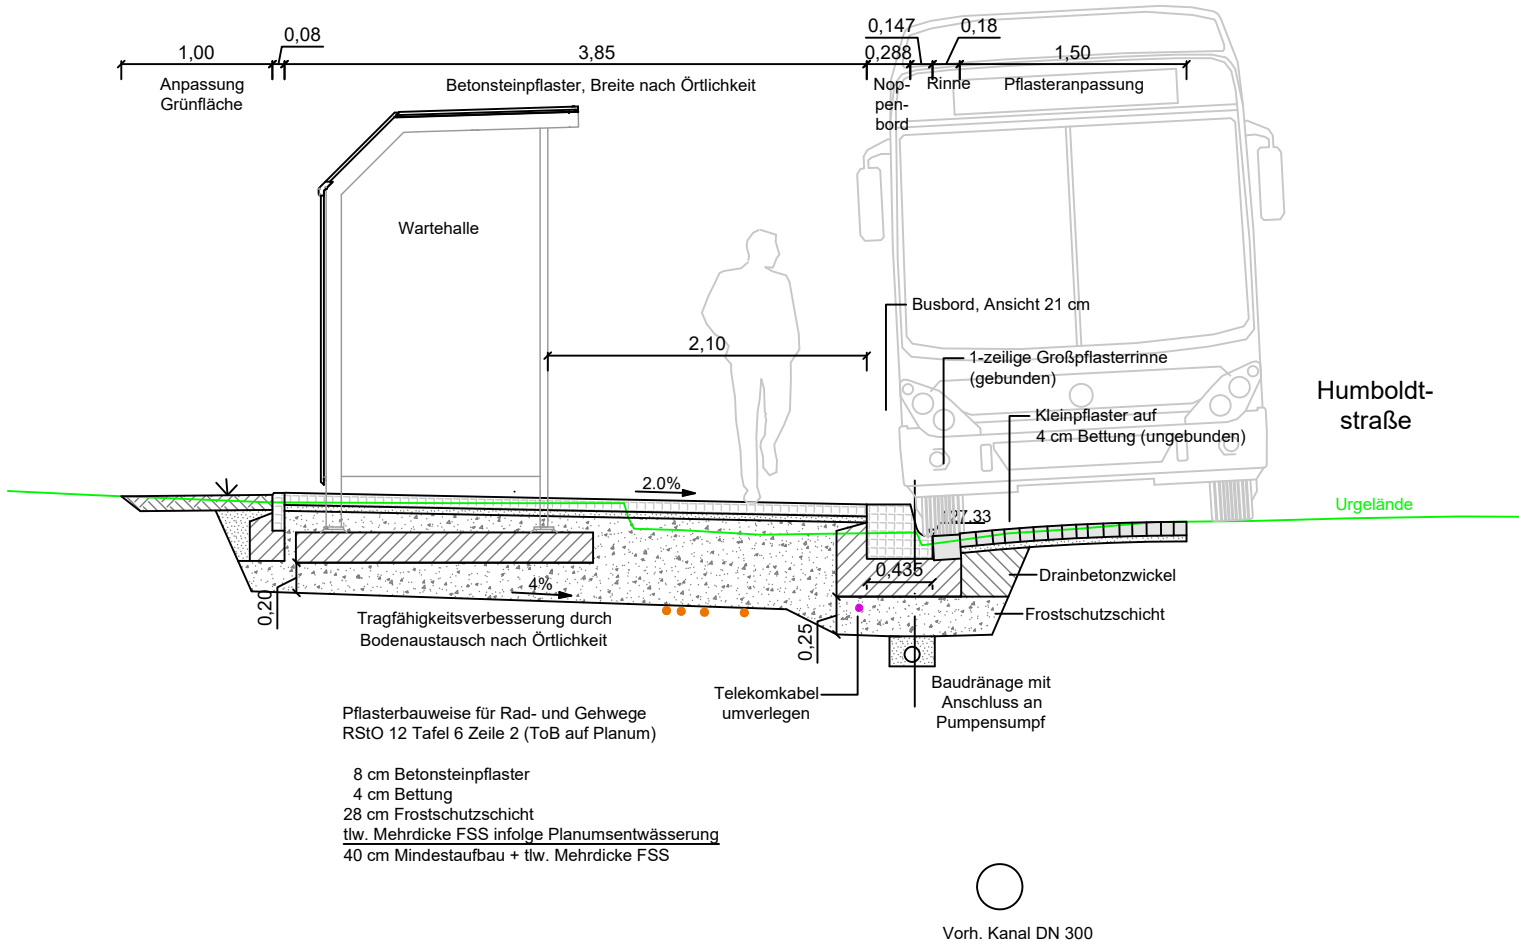 0,147
0,18
0,08
1,00
3,85
0,288
1,50
Anpassung
Grünfläche
Betonsteinpflaster, Breite nach Örtlichkeit
Nop-
pen-
bord
Rinne
Pflasteranpassung
Wartehalle
Busbord, Ansicht 21 cm
2,10
1-zeilige Großpflasterrinne
(gebunden)
Humboldt-
straße
Kleinpflaster auf
4 cm Bettung (ungebunden)
2.0%
Urgelände
0,435
4%
Drainbetonzwickel
0,20
Tragfähigkeitsverbesserung durch
Bodenaustausch nach Örtlichkeit
Frostschutzschicht
0,25
Telekomkabel
umverlegen
Baudränage mit
Anschluss an
Pumpensumpf
Pflasterbauweise für Rad- und Gehwege
RStO 12 Tafel 6 Zeile 2 (ToB auf Planum)
8 cm Betonsteinpflaster
4 cm Bettung
28 cm Frostschutzschicht
tlw. Mehrdicke FSS infolge Planumsentwässerung
40 cm Mindestaufbau + tlw. Mehrdicke FSS
Vorh. Kanal DN 300